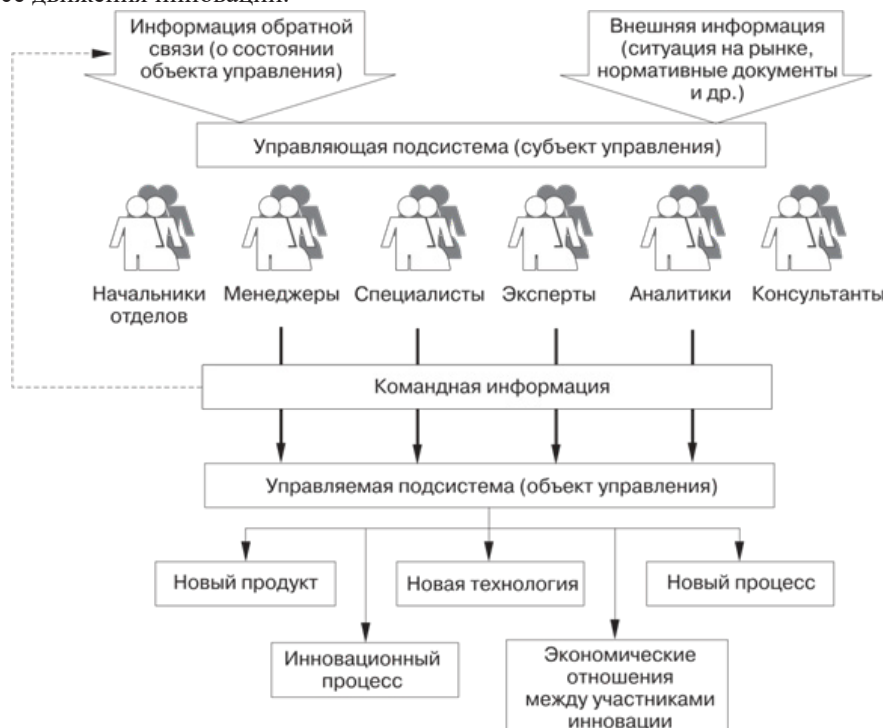 движения инноваций.
Информация обратной
связи (о состоянии
объекта управления)
Внешняя информация
(ситуация на рынке,
нормативные документы
и др.)
Управляющая подсистема (субъект управления)
Начальники
отделов
Менеджеры
Специалисты
Эксперты
Аналитики
Консультанты
Командная информация
Управляемая подсистема (объект управления)
Новый продукт
Новая технология
Новый процесс
Инновационный
процесс
Экономические
отношения
между участниками
инновации